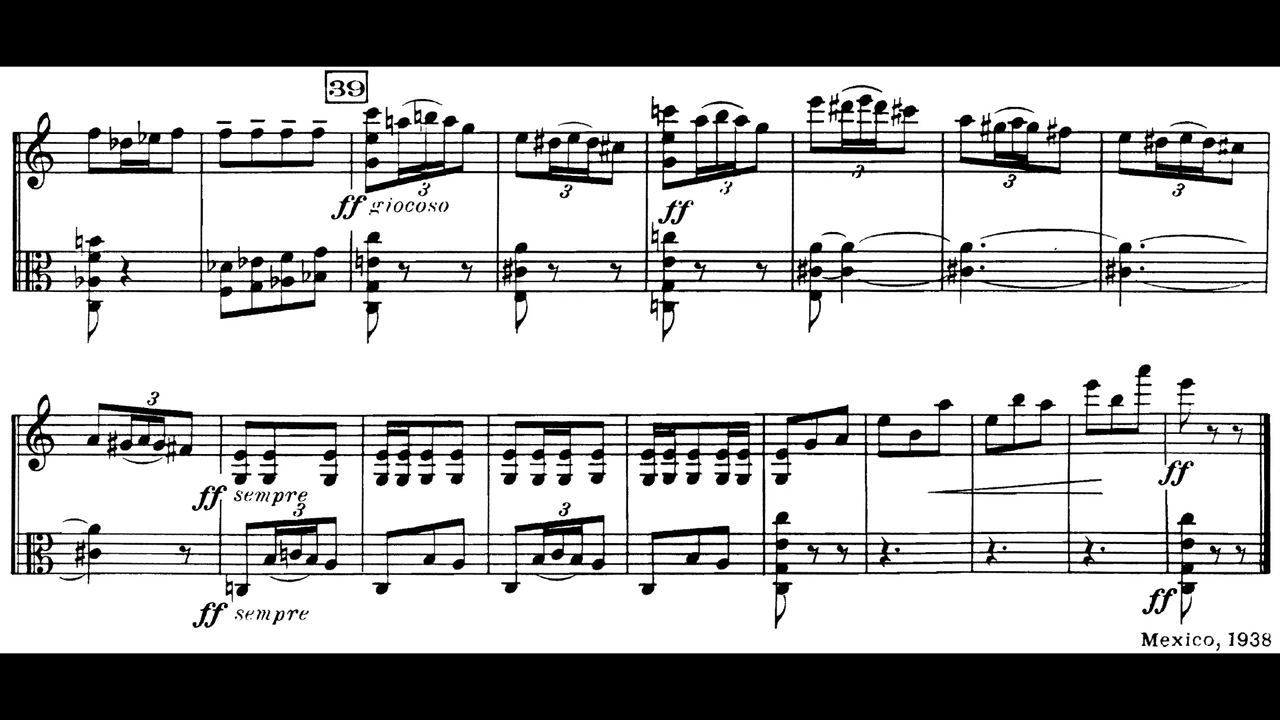 39
3 3 3 3 3 3
ff giocoso ff
3
ff sempre ff
3 3
ff sempre ff
Mexico, 1938